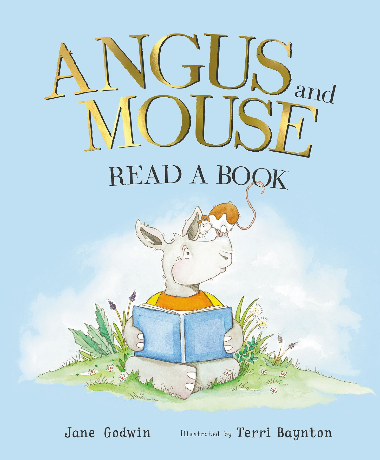 ANGUS and
MOUSE
READ A BOOK
Jane Godwin Illustrated by Terri Baynton